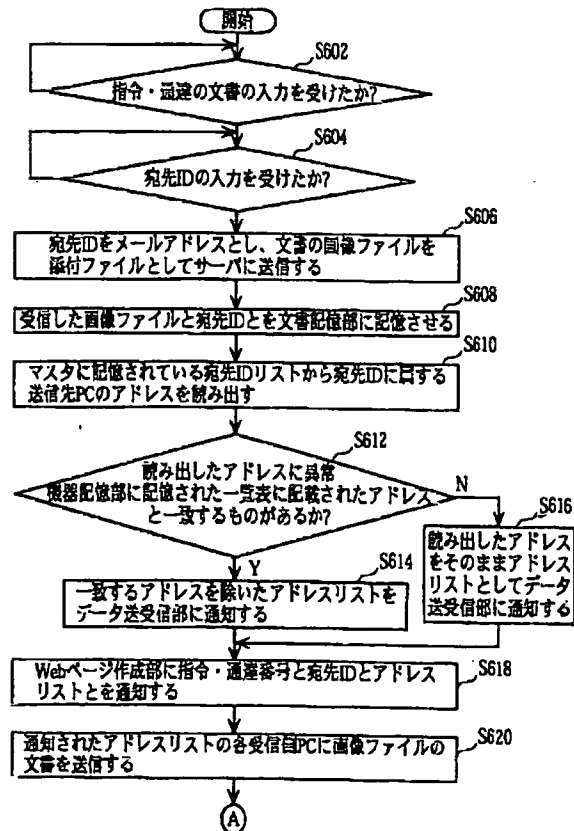 開始
S602
指令・通達の文書の入力を受けたか?
S604
宛先IDの入力を受けたか?
S606
宛先IDをメールアドレスとし、文書の画像ファイルを
添付ファイルとしてサーバに送信する
S608
受信した画像ファイルと宛先IDとを文書記憶部に記憶させる
S610
マスタに記憶されている宛先IDリストから宛先IDに属する
送信先PCのアドレスを読み出す
S612
読み出したアドレスに異常
機器記憶部に記憶された一覧表に記載されたアドレス
と一致するものがあるか?
N
S616
読み出したアドレス
をそのままアドレス
リストとしてデータ
送受信部に通知する
Y
S614
一致するアドレスを除いたアドレスリストを
データ送受信部に通知する
S618
Webページ作成部に指令・通達番号と宛先IDとアドレス
リストとを通知する
S620
通知されたアドレスリストの各受信PCに画像ファイルの
文書を送信する
A